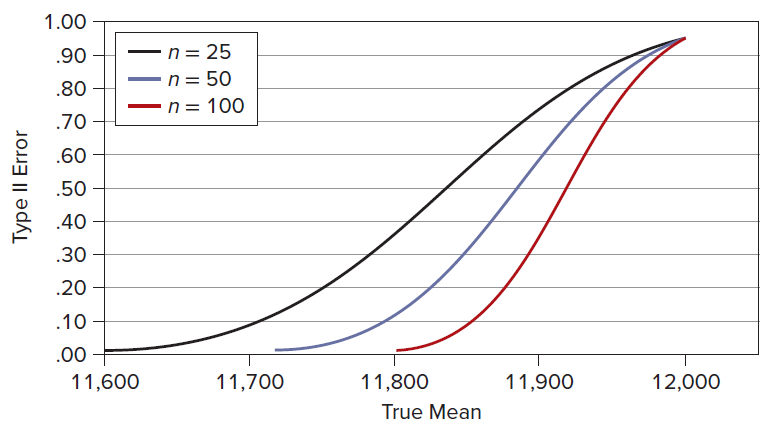 1.00
.90
.80
.70
.60
.50
.40
.30
.20
.10
.00
Type II Error
n = 25
n = 50
n = 100
11,600 11,700 11,800 11,900 12,000
True Mean